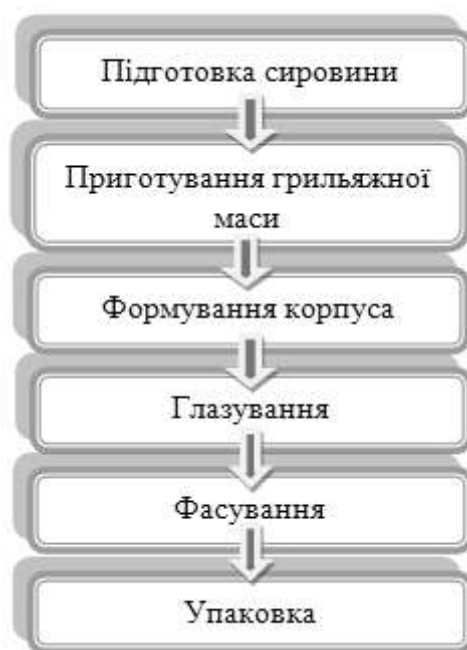 Підготовка сировини
Приготування грильяжної
маси
Формування корпуса
Глазування
Фасування
Упаковка